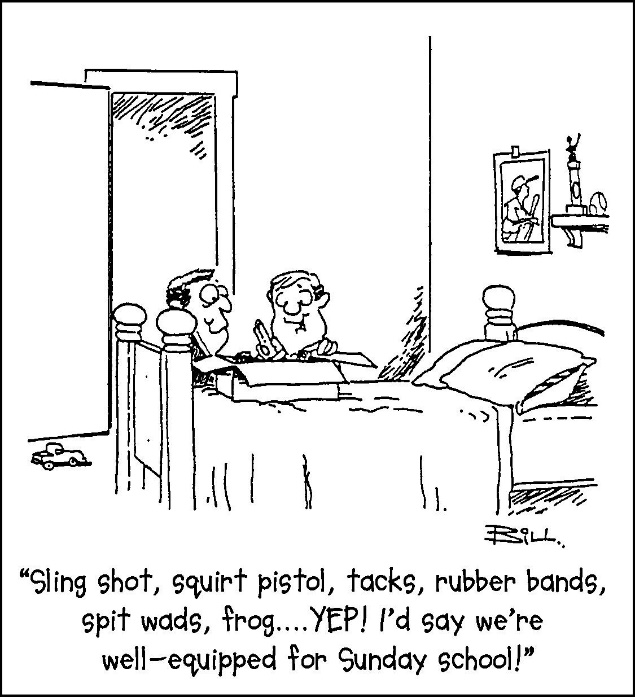 BiLL..
"Sling shot, squirt pistol, tacks, rubber bands,
spit wads, frog....YEP! I'd say we're
well-equipped for Sunday school!"